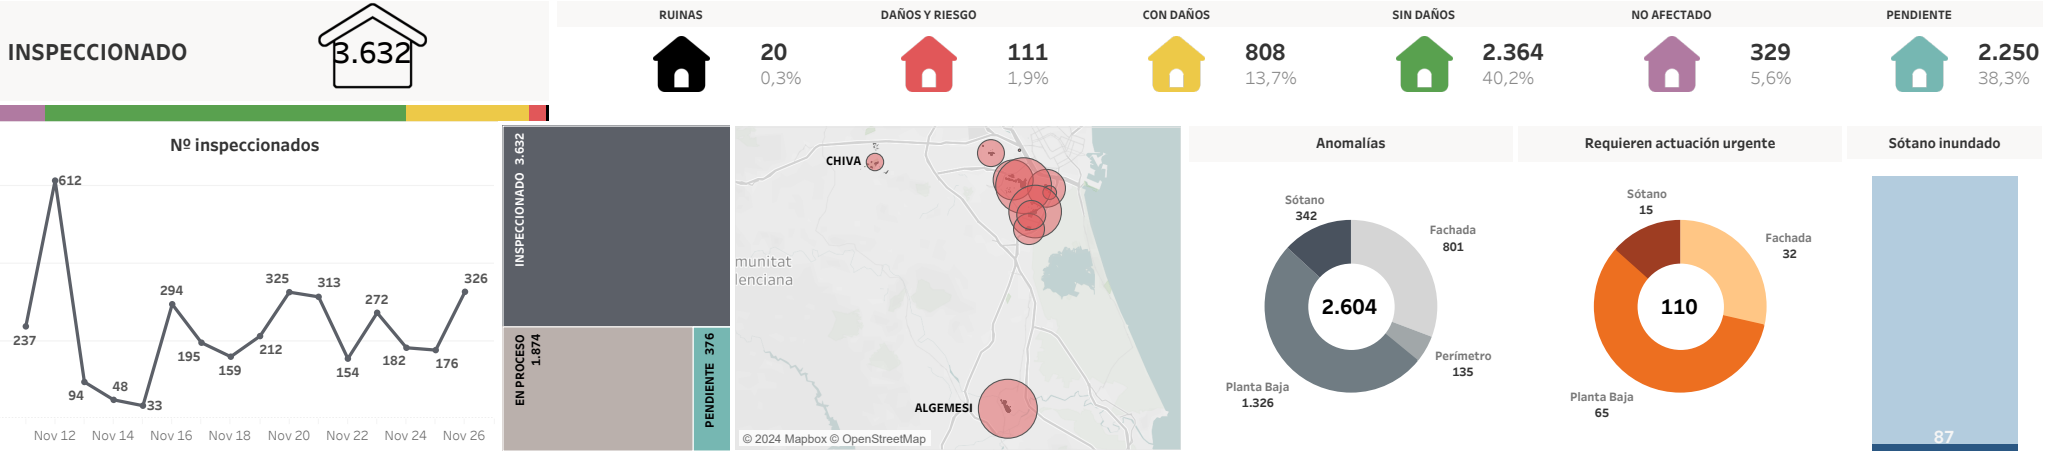 INSPECCIONADO
3.632
RUINAS
20
0,3%
DAÑOS Y RIESGO
111
1,9%
CON DAÑOS
808
13,7%
SIN DAÑOS
2.364
40,2%
NO AFECTADO
329
5,6%
PENDIENTE
2.250
38,3%
Nº inspeccionados
237
612
94
48
33
294
195
159
212
325
313
154
272
182
176
326
Nov 12 Nov 14 Nov 16 Nov 18 Nov 20 Nov 22 Nov 24 Nov 26
INSPECCIONADO 3.632
EN PROCESO
1.874
PENDIENTE 376
CHIVA
munitat
lenciana
ALGEMESI
© 2024 Mapbox © OpenStreetMap
Anomalías
Sótano
342
Fachada
801
2.604
Perímetro
135
Planta Baja
1.326
Requieren actuación urgente
Sótano
15
Fachada
32
110
Planta Baja
65
Sótano inundado
87